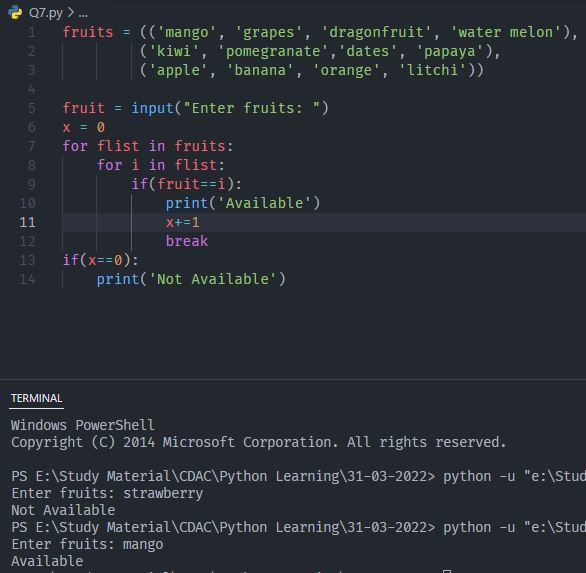 Q7.py > ...
1 fruits = (('mango', 'grapes', 'dragonfruit', 'water melon'),
2 ('kiwi', 'pomegranate','dates', 'papaya'),
3 ('apple', 'banana', 'orange', 'litchi'))
4
5 fruit = input("Enter fruits: ")
6 x = 0
7 for flist in fruits:
8 for i in flist:
9 if(fruit==i):
10 print('Available')
11 x+=1
12 break
13 if(x==0):
14 print('Not Available')
TERMINAL
Windows PowerShell
Copyright (C) 2014 Microsoft Corporation. All rights reserved.
PS E:\Study Material\CDAC\Python Learning\31-03-2022> python -u "e:\Stud
Enter fruits: strawberry
Not Available
PS E:\Study Material\CDAC\Python Learning\31-03-2022> python -u "e:\Stud
Enter fruits: mango
Available